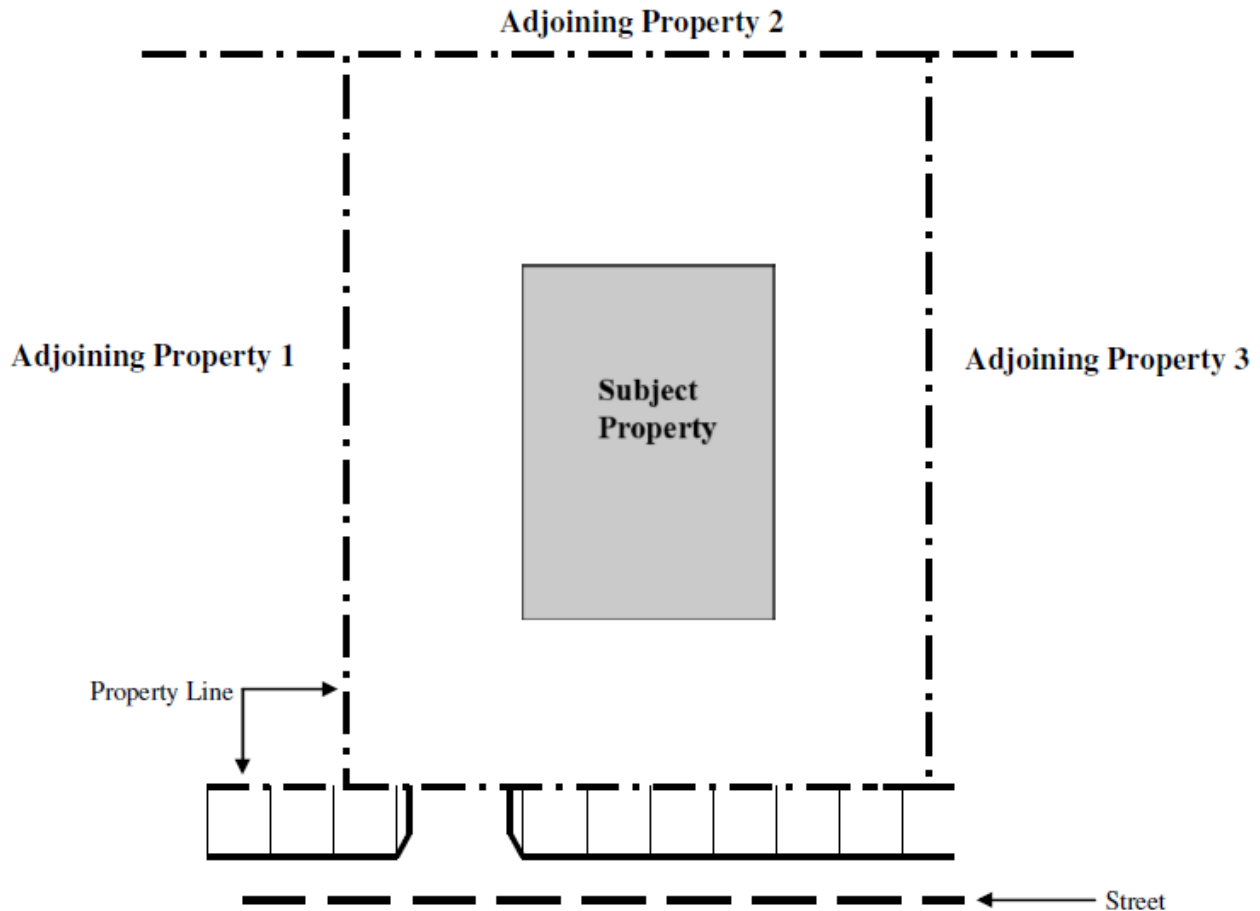 Adjoining Property 2
Adjoining Property 1
Adjoining Property 3
Subject
Property
Property Line
Street